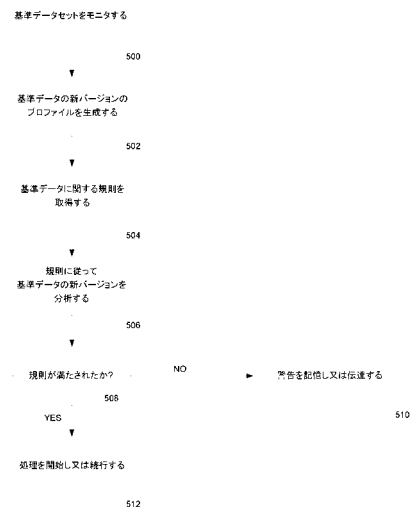 基準データセットをモニタする
500
基準データの新バージョンの
プロファイルを生成する
502
基準データに関する規則を
取得する
504
規則に従って
基準データの新バージョンを
分析する
506
規則が満たされたか?
NO
警告を記憶し又は伝達する
508
510
YES
処理を開始し又は続行する
512